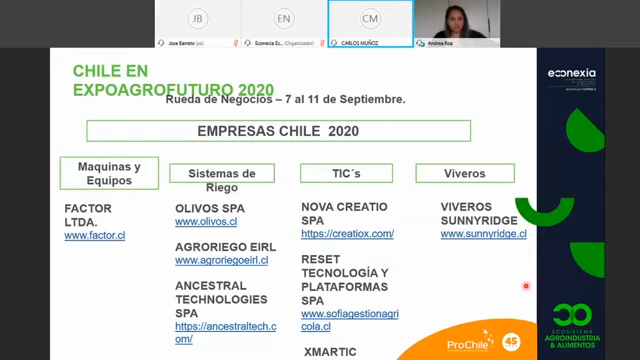 JB
EN
CM
Jose Barreto (yo)
Econexia Ec... (Organizador)
CARLOS MUÑOZ
Andrea Roa
CHILE EN
EXPOAGROFUTURO 2020
Rueda de Negocios – 7 al 11 de Septiembre.
EMPRESAS CHILE 2020
Maquinas y
Equipos
FACTOR
LTDA.
www.factor.cl
Sistemas de
Riego
OLIVOS SPA
www.olivos.cl
AGRORIEGO EIRL
www.agroriegoeirl.cl
ANCESTRAL
TECHNOLOGIES
SPA
https://ancestraltech.c
om/
TIC´s
NOVA CREATIO
SPA
https://creatiox.com/
RESET
TECNOLOGÍA Y
PLATAFORMAS
SPA
www.sofiagestionagri
cola.cl
XMARTIC
Viveros
VIVEROS
SUNNYRIDGE
www.sunnyridge.cl
econexia
ProChile
45
ECOSISTEMA
AGROINDUSTRIA
& ALIMENTOS